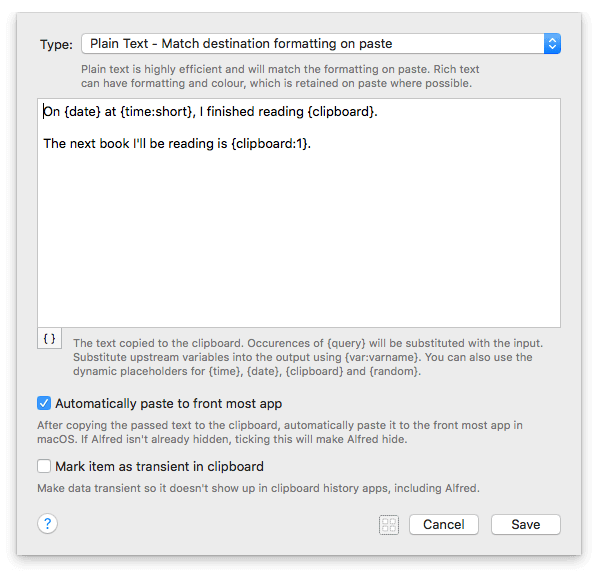 Type: Plain Text - Match destination formatting on paste
Plain text is highly efficient and will match the formatting on paste. Rich text
can have formatting and colour, which is retained on paste where possible.
On {date} at {time:short}, I finished reading {clipboard}.
The next book I'll be reading is {clipboard:1}.
{ }
The text copied to the clipboard. Occurences of {query} will be substituted with the input.
Substitute upstream variables into the output using {var:varname}. You can also use the
dynamic placeholders for {time}, {date}, {clipboard} and {random}.
Automatically paste to front most app
After copying the passed text to the clipboard, automatically paste it to the front most app in
macOS. If Alfred isn't already hidden, ticking this will make Alfred hide.
Mark item as transient in clipboard
Make data transient so it doesn't show up in clipboard history apps, including Alfred.
? Cancel Save